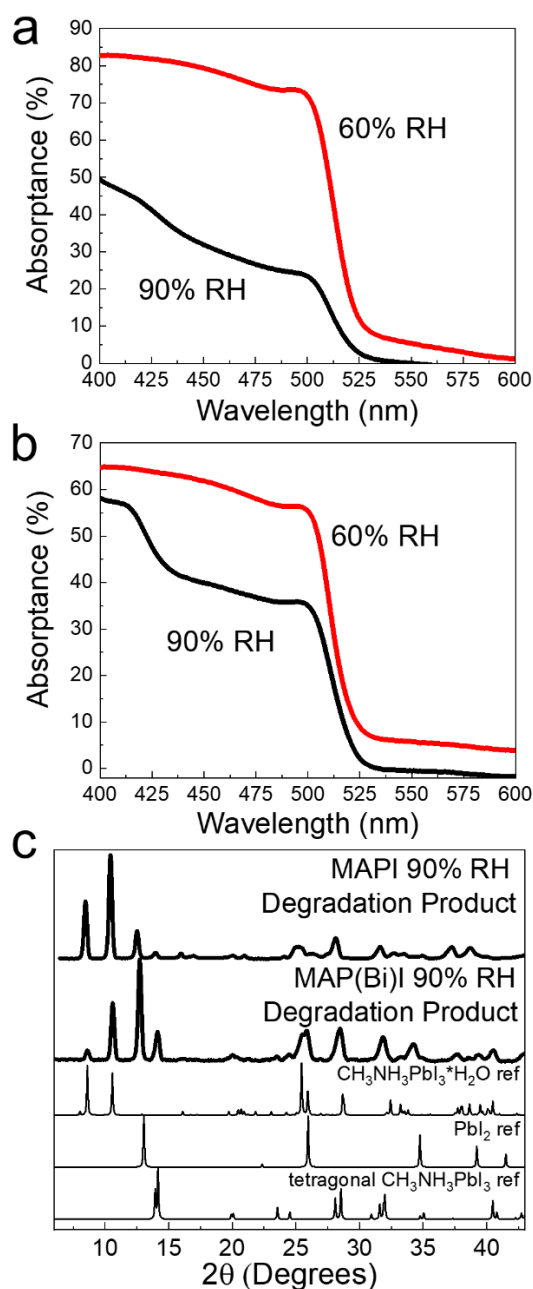 a
90
80
70
60
50
40
30
20
10
0
Absorptance (%)
60% RH
90% RH
400 425 450 475 500 525 550 575 600
Wavelength (nm)
b
70
60
50
40
30
20
10
0
Absorptance (%)
60% RH
90% RH
400 425 450 475 500 525 550 575 600
Wavelength (nm)
c
MAPI 90% RH
Degradation Product
MAP(Bi)I 90% RH
Degradation Product
CH₃NH₃PbI₃*H₂O ref
PbI₂ ref
tetragonal CH₃NH₃PbI₃ ref
10 15 20 25 30 35 40
2θ (Degrees)